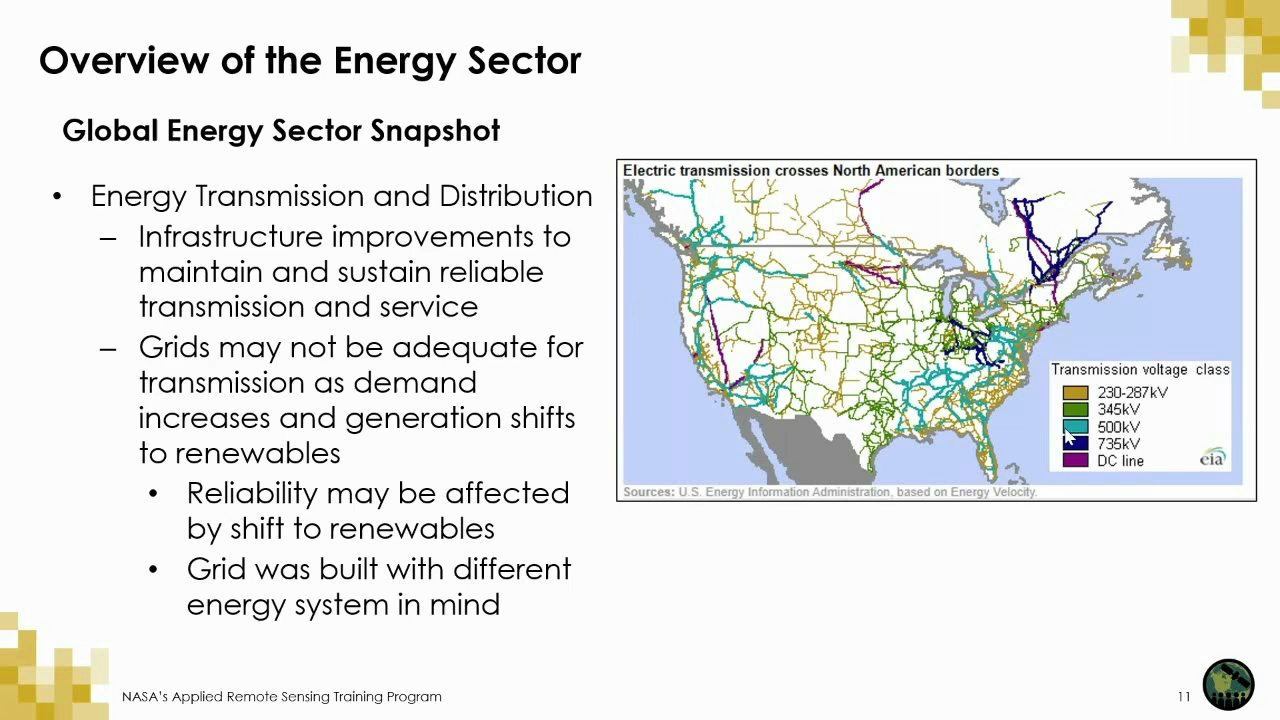 Overview of the Energy Sector
Global Energy Sector Snapshot
• Energy Transmission and Distribution
– Infrastructure improvements to
maintain and sustain reliable
transmission and service
– Grids may not be adequate for
transmission as demand
increases and generation shifts
to renewables
• Reliability may be affected
by shift to renewables
• Grid was built with different
energy system in mind
Electric transmission crosses North American borders
Transmission voltage class
230-287kV
345kV
500kV
735kV
DC line
eia
Sources: U.S. Energy Information Administration, based on Energy Velocity.
NASA's Applied Remote Sensing Training Program
11